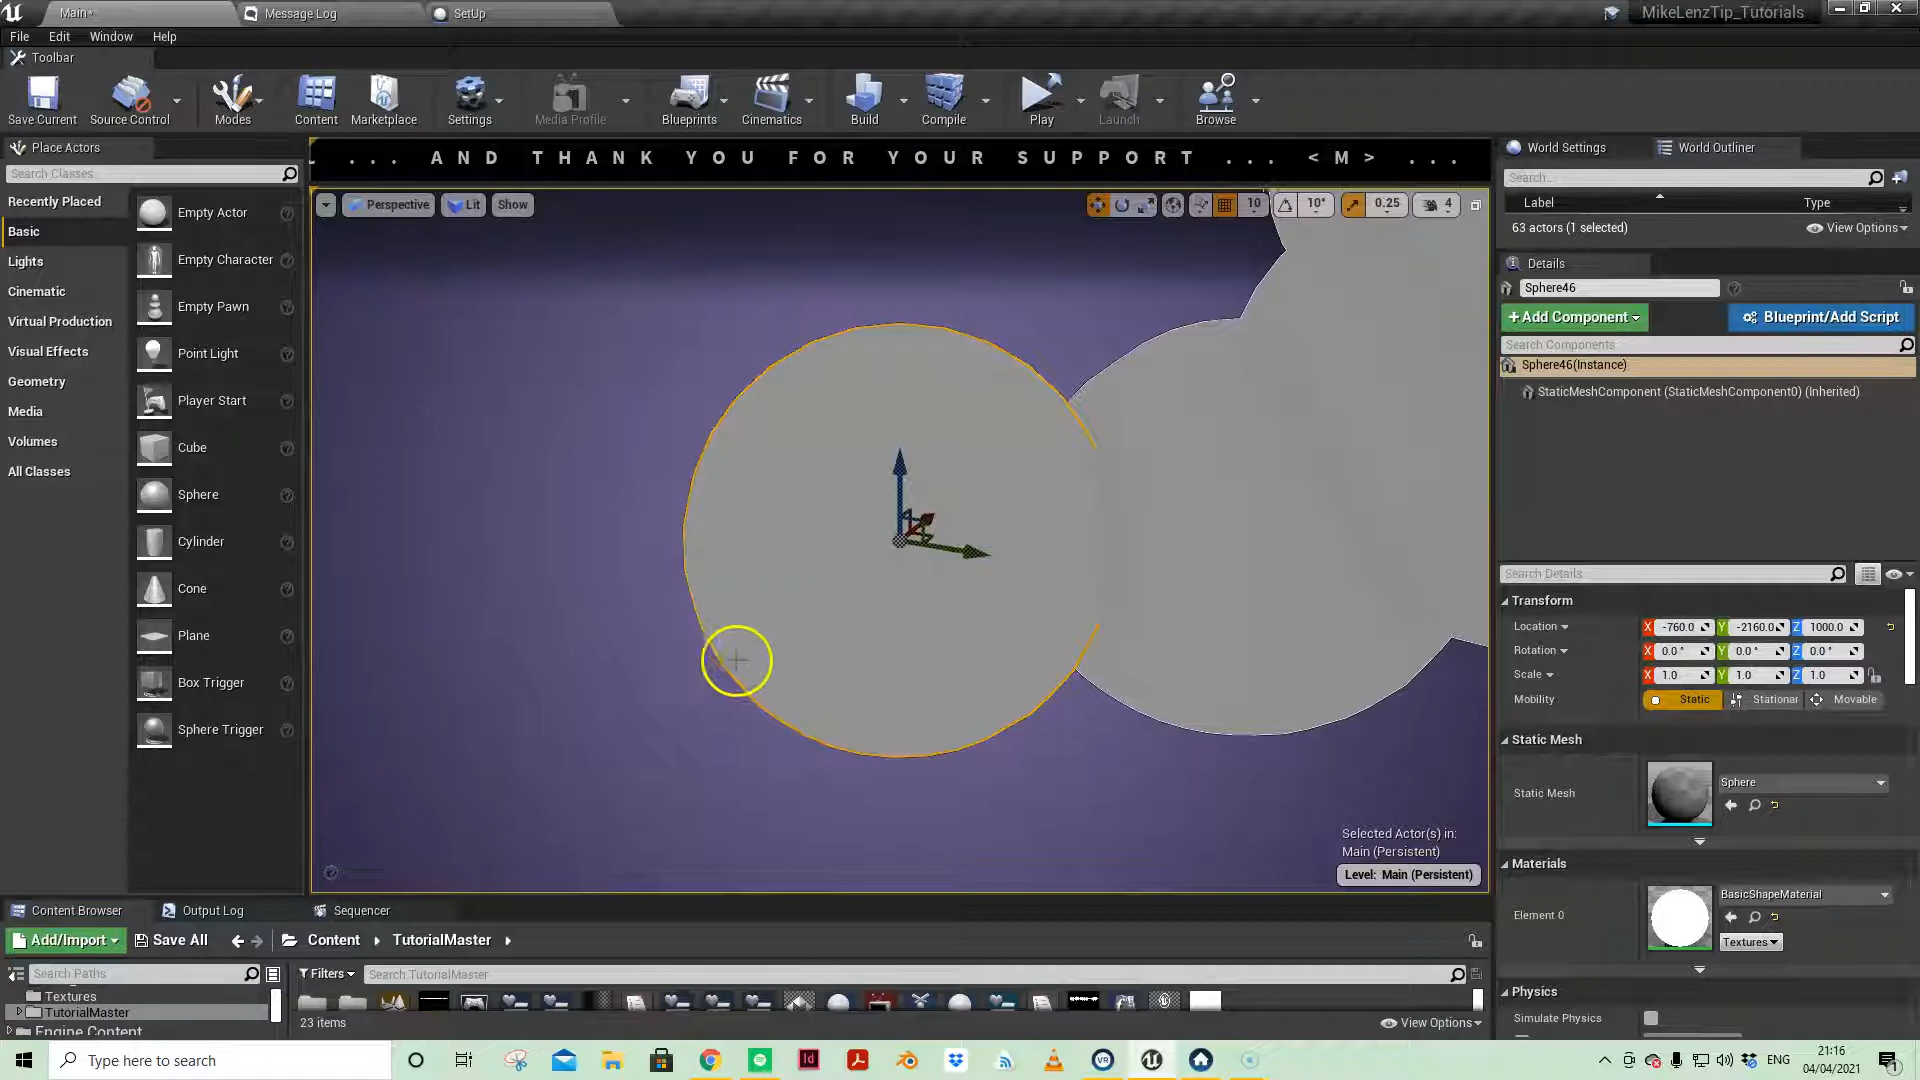 Main*
Message Log
SetUp
MikeLenzTip_Tutorials
File Edit Window Help
Toolbar
Save Current
Source Control
Modes
Content
Marketplace
Settings
Media Profile
Blueprints
Cinematics
Build
Compile
Play
Launch
Browse
Place Actors
Search Classes
Recently Placed
Basic
Lights
Cinematic
Virtual Production
Visual Effects
Geometry
Media
Volumes
All Classes
Empty Actor
Empty Character
Empty Pawn
Point Light
Player Start
Cube
Sphere
Cylinder
Cone
Plane
Box Trigger
Sphere Trigger
... AND THANK YOU FOR YOUR SUPPORT ... <M> ...
Perspective
Lit
Show
10
10°
0.25
4
Selected Actor(s) in:
Main (Persistent)
Level: Main (Persistent)
World Settings
World Outliner
Search...
Label
Type
63 actors (1 selected)
View Options
Details
Sphere46
+Add Component
Blueprint/Add Script
Search Components
Sphere46(Instance)
StaticMeshComponent (StaticMeshComponent0) (Inherited)
Search Details
Transform
Location X -760.0 Y -2160.0 Z 1000.0
Rotation X 0.0° Y 0.0° Z 0.0°
Scale X 1.0 Y 1.0 Z 1.0
Mobility Static Stationar Movable
Static Mesh
Static Mesh
Sphere
Materials
Element 0
BasicShapeMaterial
Textures
Physics
Simulate Physics
Content Browser
Output Log
Sequencer
Add/Import
Save All
Content
TutorialMaster
Search Paths
Filters
Search TutorialMaster
Textures
TutorialMaster
Engine Content
23 items
View Options
Type here to search
ENG
21:16
04/04/2021